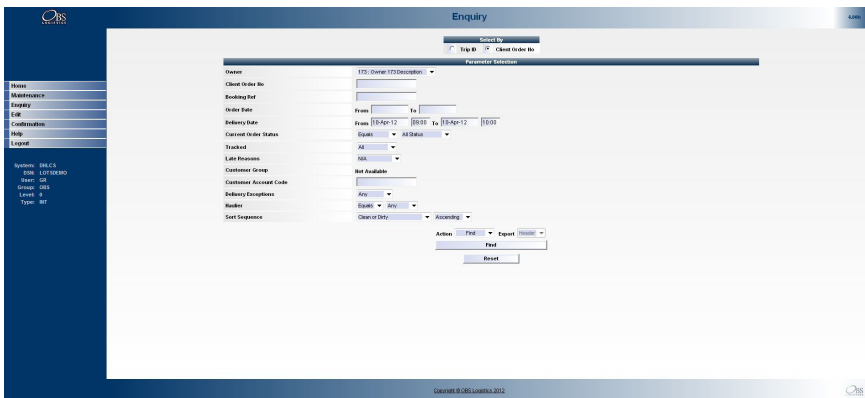 OBS
LOGISTICS
Enquiry
Select By
Trip ID Client Order No
Parameter Selection
Owner 173 : Owner 173 Description
Client Order No
Booking Ref
Order Date From To
Delivery Date From 10-Apr-12 09:00 To 10-Apr-12 10:00
Current Order Status Equals All Status
Tracked All
Late Reasons N/A
Customer Group Not Available
Customer Account Code
Delivery Exceptions Any
Haulier Equals Any
Sort Sequence Clean or Dirty Ascending
Action Find Export Header
Find
Reset
Home
Maintenance
Enquiry
Edit
Confirmation
Help
Logout
System: DHLCS
DSN: LOTSDEMO
User: GR
Group: OBS
Level: 0
Type: INT
Copyright © OBS Logistics 2012
OBS